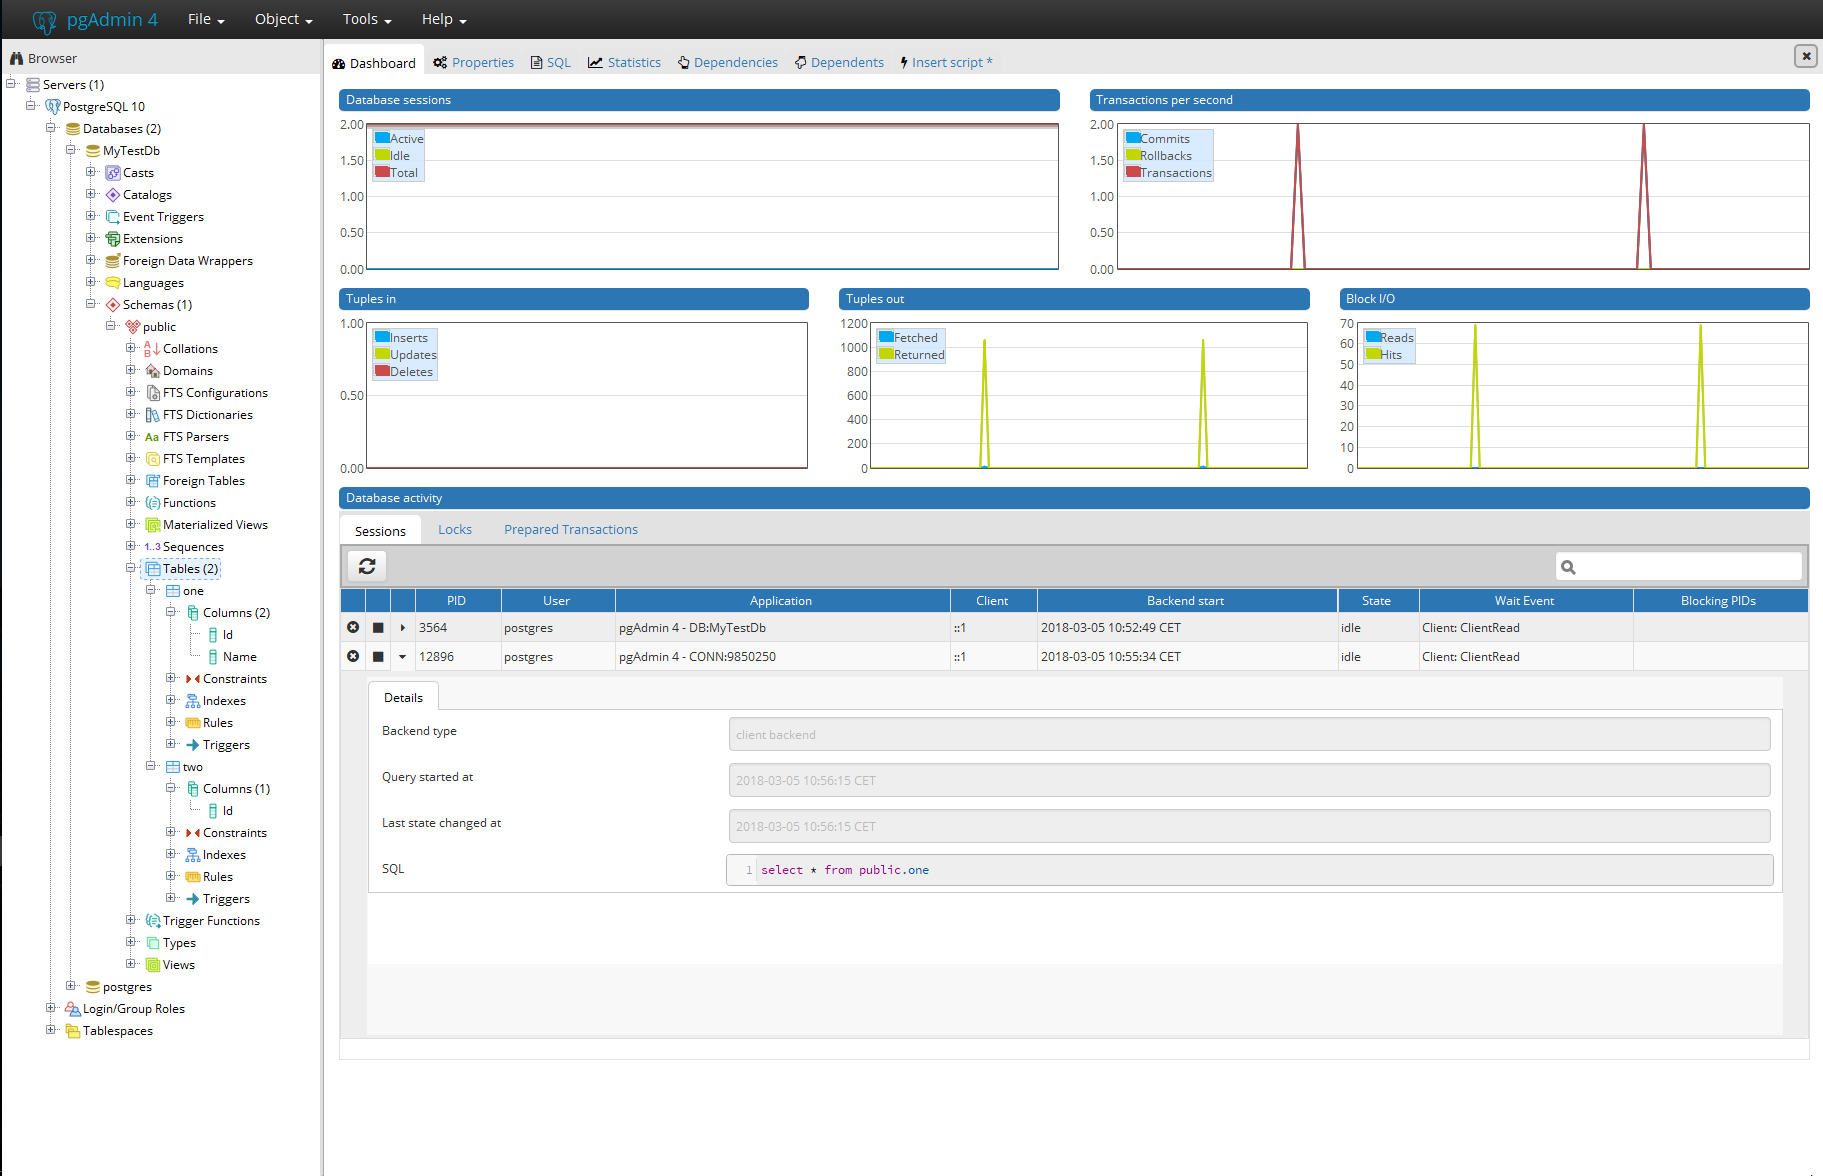 pgAdmin 4 File Object Tools Help
Browser
Servers (1)
PostgreSQL 10
Databases (2)
MyTestDb
Casts
Catalogs
Event Triggers
Extensions
Foreign Data Wrappers
Languages
Schemas (1)
public
Collations
Domains
FTS Configurations
FTS Dictionaries
Aa FTS Parsers
FTS Templates
Foreign Tables
Functions
Materialized Views
1..3 Sequences
Tables (2)
one
Columns (2)
Id
Name
Constraints
Indexes
Rules
Triggers
two
Columns (1)
Id
Constraints
Indexes
Rules
Triggers
Trigger Functions
Types
Views
postgres
Login/Group Roles
Tablespaces
Dashboard Properties SQL Statistics Dependencies Dependents Insert script *
Database sessions
2.00
1.50
1.00
0.50
0.00
Active
Idle
Total
Transactions per second
2.00
1.50
1.00
0.50
0.00
Commits
Rollbacks
Transactions
Tuples in
1.00
0.50
0.00
Inserts
Updates
Deletes
Tuples out
1200
1000
800
600
400
200
0
Fetched
Returned
Block I/O
70
60
50
40
30
20
10
0
Reads
Hits
Database activity
Sessions Locks Prepared Transactions
PID User Application Client Backend start State Wait Event Blocking PIDs
3564 postgres pgAdmin 4 - DB:MyTestDb ::1 2018-03-05 10:52:49 CET idle Client: ClientRead
12896 postgres pgAdmin 4 - CONN:9850250 ::1 2018-03-05 10:55:34 CET idle Client: ClientRead
Details
Backend type client backend
Query started at 2018-03-05 10:56:15 CET
Last state changed at 2018-03-05 10:56:15 CET
SQL 1 select * from public.one